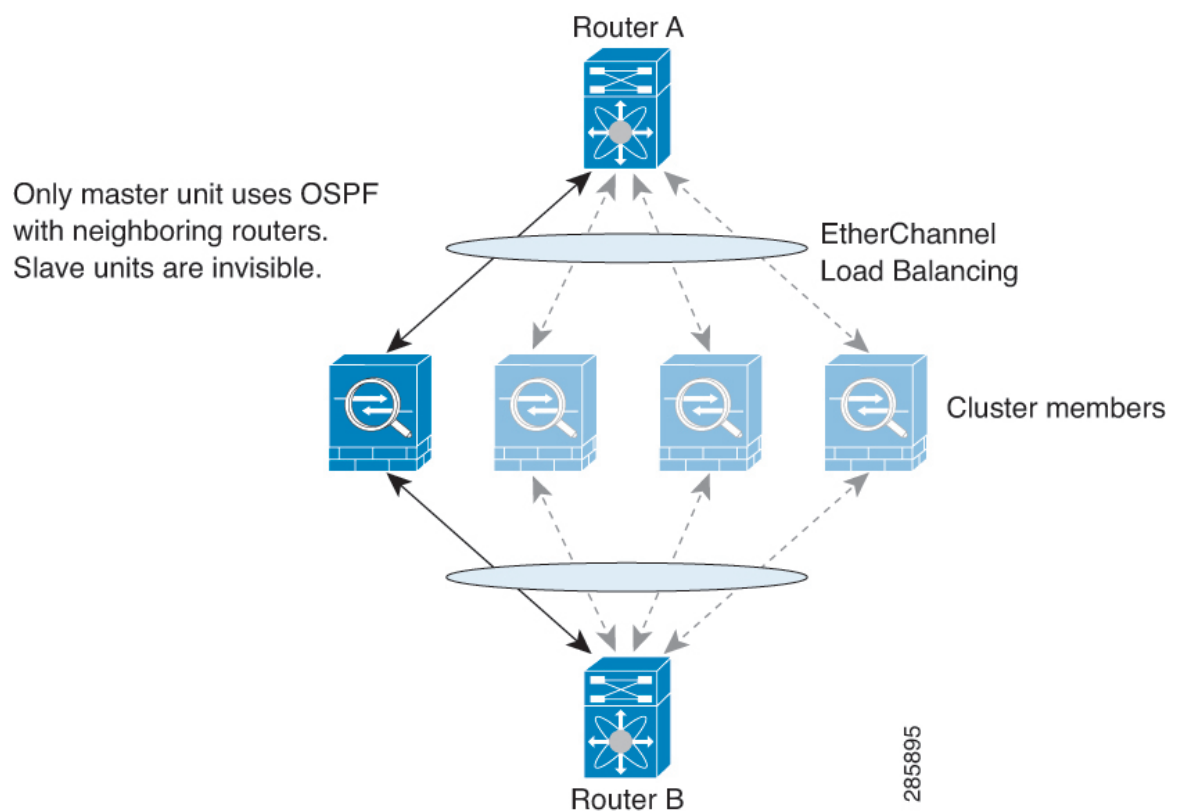 Router A
Only master unit uses OSPF
with neighboring routers.
Slave units are invisible.
EtherChannel
Load Balancing
Cluster members
Router B
285895